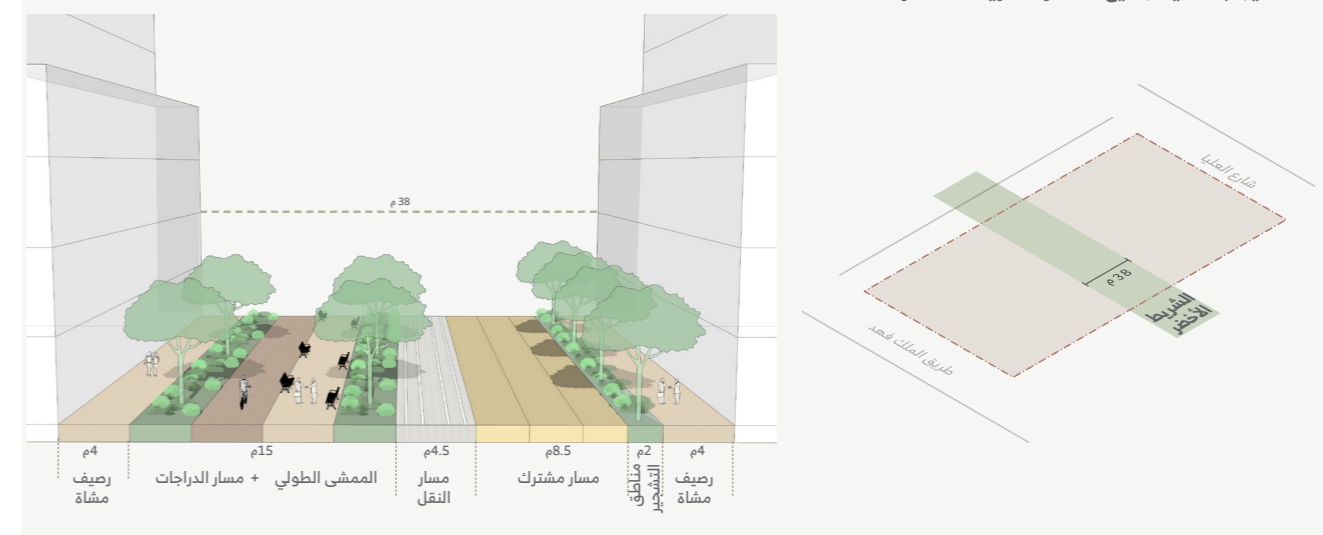 38 م
4م
15م
4.5م
8.5م
2م
4م
رصيف
مشاة
الممشى الطولي + مسار الدراجات
مسار
النقل
مسار مشترك
مناطق
التشجير
رصيف
مشاة
شارع العليا
38م
الشريط
الأخضر
طريق الملك فهد